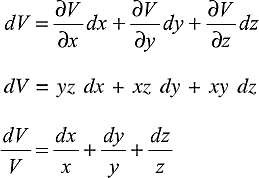 dV = ∂V/∂x dx + ∂V/∂y dy + ∂V/∂z dz
dV = yz dx + xz dy + xy dz
dV/V = dx/x + dy/y + dz/z